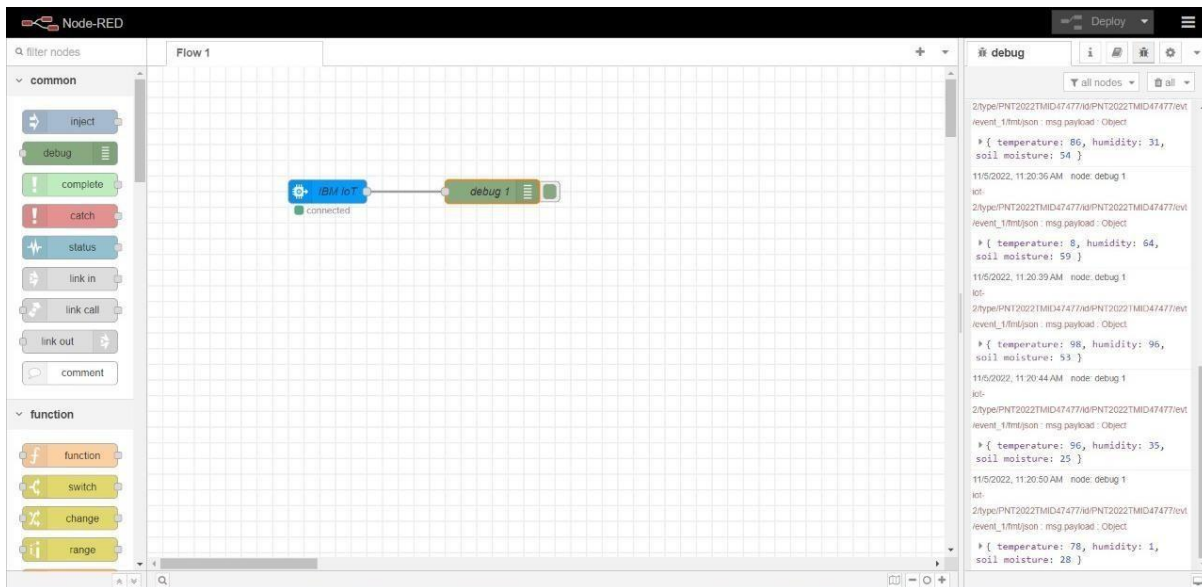 Node-RED
Deploy
filter nodes
common
inject
debug
complete
catch
status
link in
link call
link out
comment
function
function
switch
change
range
Flow 1
IBM IoT
connected
debug 1
debug
all nodes
all
2/type/PNT2022TMID47477/id/PNT2022TMID47477/evt
/event_1/fmt/json : msg.payload : Object
{ temperature: 86, humidity: 31,
soil moisture: 54 }
11/5/2022, 11:20:36 AM node: debug 1
iot-
2/type/PNT2022TMID47477/id/PNT2022TMID47477/evt
/event_1/fmt/json : msg.payload : Object
{ temperature: 8, humidity: 64,
soil moisture: 59 }
11/5/2022, 11:20:39 AM node: debug 1
iot-
2/type/PNT2022TMID47477/id/PNT2022TMID47477/evt
/event_1/fmt/json : msg.payload : Object
{ temperature: 98, humidity: 96,
soil moisture: 53 }
11/5/2022, 11:20:44 AM node: debug 1
iot-
2/type/PNT2022TMID47477/id/PNT2022TMID47477/evt
/event_1/fmt/json : msg.payload : Object
{ temperature: 96, humidity: 35,
soil moisture: 25 }
11/5/2022, 11:20:50 AM node: debug 1
iot-
2/type/PNT2022TMID47477/id/PNT2022TMID47477/evt
/event_1/fmt/json : msg.payload : Object
{ temperature: 78, humidity: 1,
soil moisture: 28 }